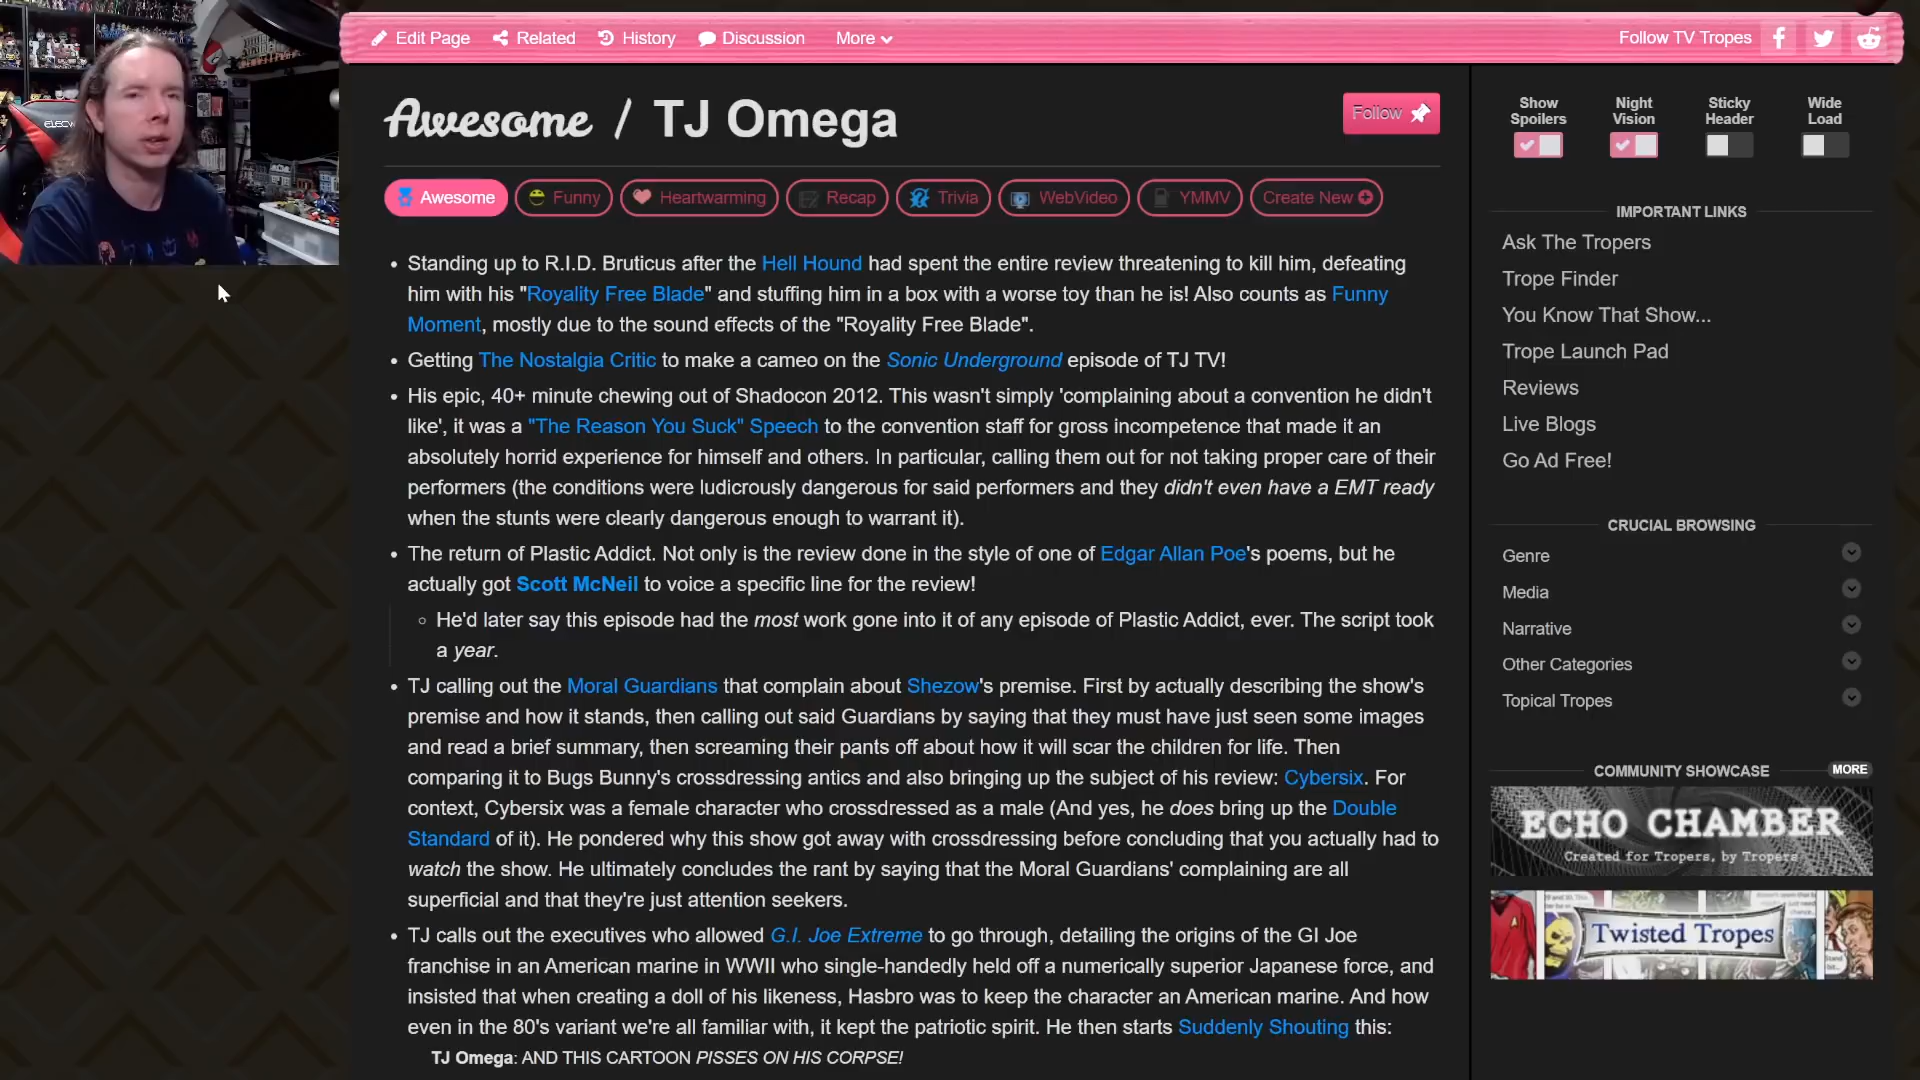 Edit Page Related History Discussion More Follow TV Tropes
Awesome / TJ Omega
Follow
Show Spoilers Night Vision Sticky Header Wide Load
Awesome Funny Heartwarming Recap Trivia WebVideo YMMV Create New
• Standing up to R.I.D. Bruticus after the Hell Hound had spent the entire review threatening to kill him, defeating
him with his "Royality Free Blade" and stuffing him in a box with a worse toy than he is! Also counts as Funny
Moment, mostly due to the sound effects of the "Royality Free Blade".
• Getting The Nostalgia Critic to make a cameo on the Sonic Underground episode of TJ TV!
• His epic, 40+ minute chewing out of Shadocon 2012. This wasn't simply 'complaining about a convention he didn't
like', it was a "The Reason You Suck" Speech to the convention staff for gross incompetence that made it an
absolutely horrid experience for himself and others. In particular, calling them out for not taking proper care of their
performers (the conditions were ludicrously dangerous for said performers and they didn't even have a EMT ready
when the stunts were clearly dangerous enough to warrant it).
• The return of Plastic Addict. Not only is the review done in the style of one of Edgar Allan Poe's poems, but he
actually got Scott McNeil to voice a specific line for the review!
◦ He'd later say this episode had the most work gone into it of any episode of Plastic Addict, ever. The script took
a year.
• TJ calling out the Moral Guardians that complain about Shezow's premise. First by actually describing the show's
premise and how it stands, then calling out said Guardians by saying that they must have just seen some images
and read a brief summary, then screaming their pants off about how it will scar the children for life. Then
comparing it to Bugs Bunny's crossdressing antics and also bringing up the subject of his review: Cybersix. For
context, Cybersix was a female character who crossdressed as a male (And yes, he does bring up the Double
Standard of it). He pondered why this show got away with crossdressing before concluding that you actually had to
watch the show. He ultimately concludes the rant by saying that the Moral Guardians' complaining are all
superficial and that they're just attention seekers.
• TJ calls out the executives who allowed G.I. Joe Extreme to go through, detailing the origins of the GI Joe
franchise in an American marine in WWII who single-handedly held off a numerically superior Japanese force, and
insisted that when creating a doll of his likeness, Hasbro was to keep the character an American marine. And how
even in the 80's variant we're all familiar with, it kept the patriotic spirit. He then starts Suddenly Shouting this:
TJ Omega: AND THIS CARTOON PISSES ON HIS CORPSE!
IMPORTANT LINKS
Ask The Tropers
Trope Finder
You Know That Show...
Trope Launch Pad
Reviews
Live Blogs
Go Ad Free!
CRUCIAL BROWSING
Genre
Media
Narrative
Other Categories
Topical Tropes
COMMUNITY SHOWCASE MORE
ECHO CHAMBER
Created for Tropers, by Tropers
Twisted Tropes